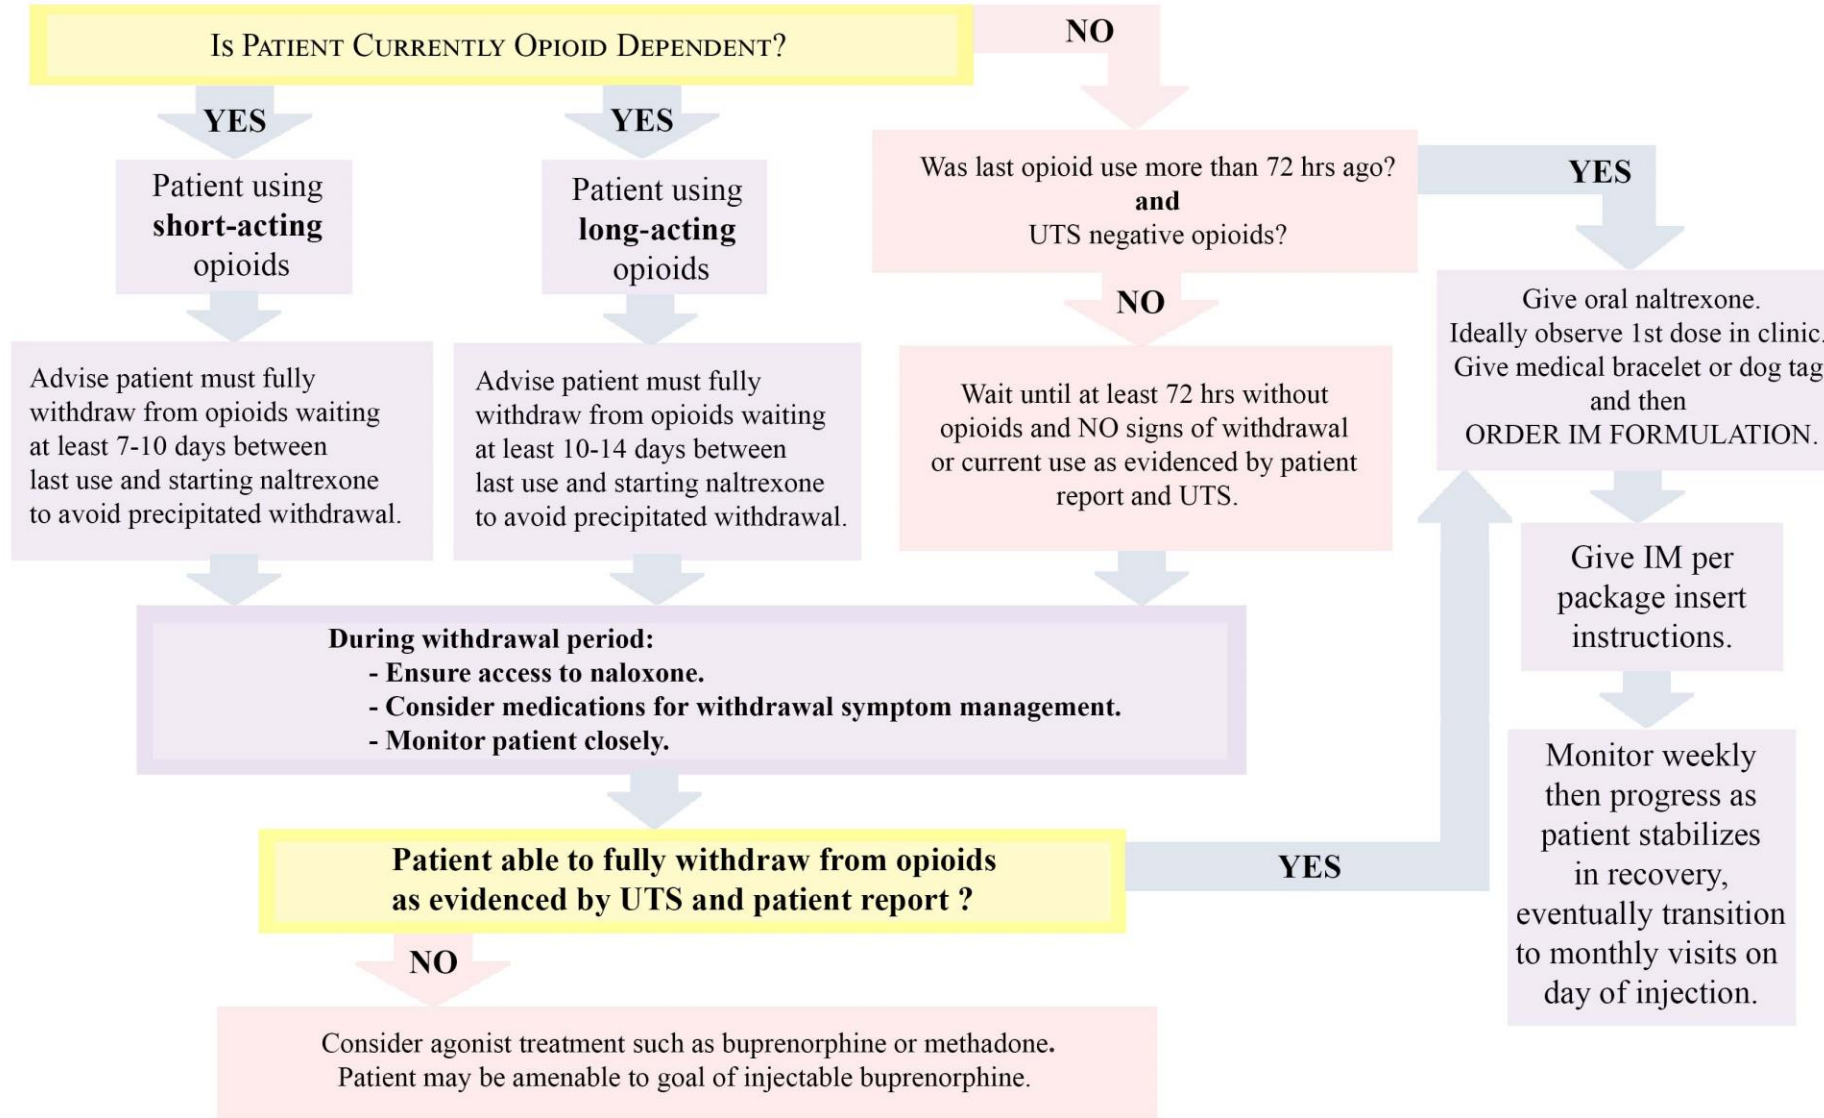 IS PATIENT CURRENTLY OPIOID DEPENDENT?
NO
YES
YES
Patient using
short-acting
opioids
Patient using
long-acting
opioids
Was last opioid use more than 72 hrs ago?
and
UTS negative opioids?
YES
NO
Advise patient must fully
withdraw from opioids waiting
at least 7-10 days between
last use and starting naltrexone
to avoid precipitated withdrawal.
Advise patient must fully
withdraw from opioids waiting
at least 10-14 days between
last use and starting naltrexone
to avoid precipitated withdrawal.
Wait until at least 72 hrs without
opioids and NO signs of withdrawal
or current use as evidenced by patient
report and UTS.
Give oral naltrexone.
Ideally observe 1st dose in clinic.
Give medical bracelet or dog tag
and then
ORDER IM FORMULATION.
Give IM per
package insert
instructions.
Monitor weekly
then progress as
patient stabilizes
in recovery,
eventually transition
to monthly visits on
day of injection.
During withdrawal period:
- Ensure access to naloxone.
- Consider medications for withdrawal symptom management.
- Monitor patient closely.
Patient able to fully withdraw from opioids
as evidenced by UTS and patient report ?
YES
NO
Consider agonist treatment such as buprenorphine or methadone.
Patient may be amenable to goal of injectable buprenorphine.